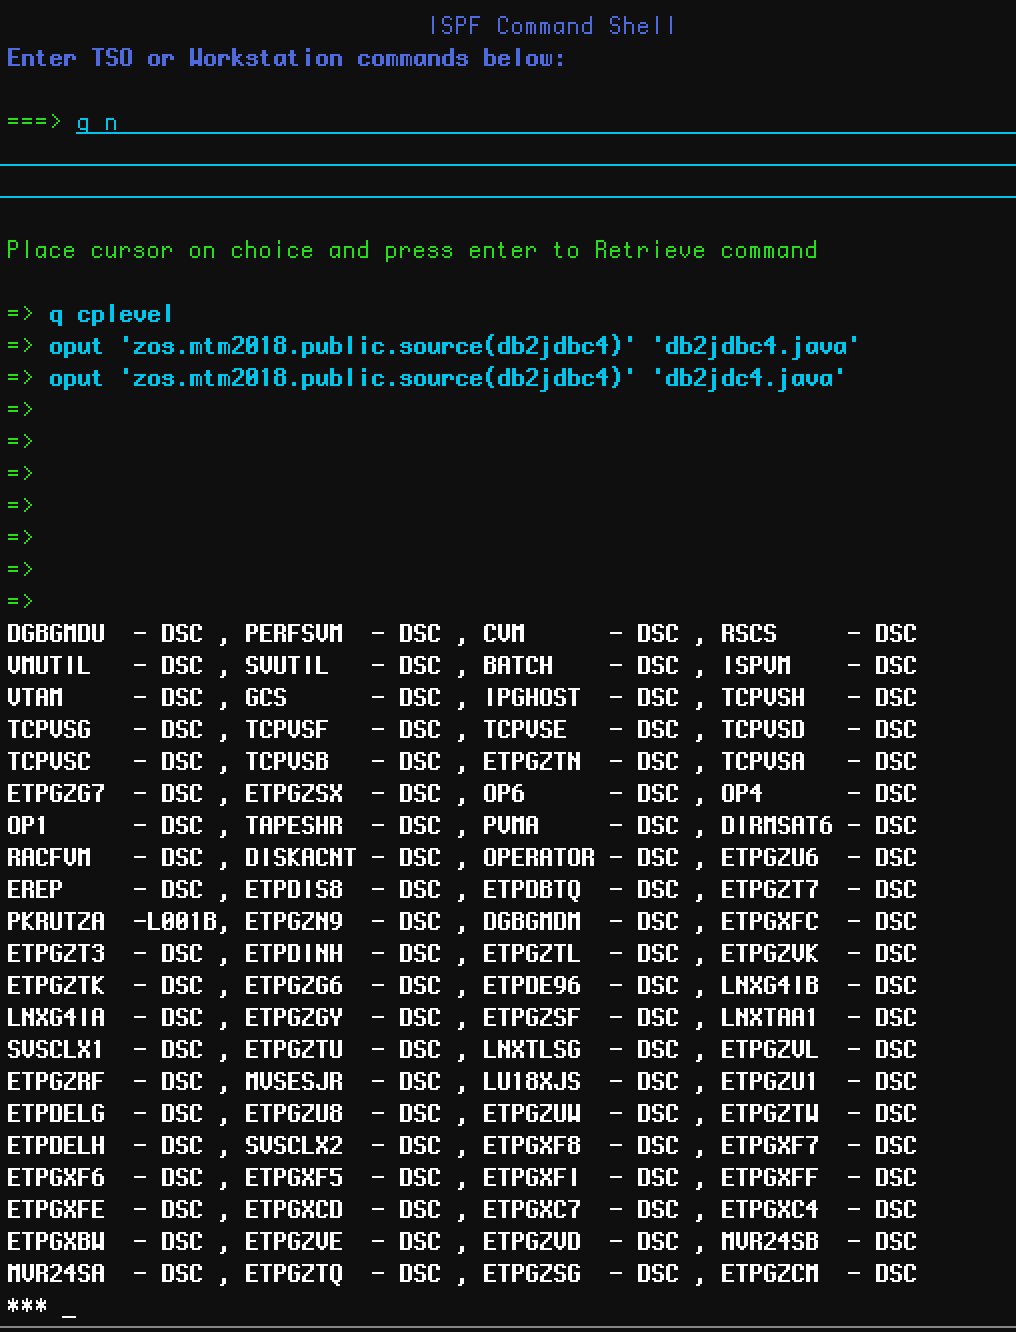 ISPF Command Shell
Enter TSO or Workstation commands below:
===> q n
Place cursor on choice and press enter to Retrieve command
=> q cplevel
=> oput 'zos.mtm2018.public.source(db2jdbc4)' 'db2jdbc4.java'
=> oput 'zos.mtm2018.public.source(db2jdbc4)' 'db2jdc4.java'
=>
=>
=>
=>
=>
=>
=>
DGBGMDU  - DSC , PERFSVM  - DSC , CVM      - DSC , RSCS     - DSC
VMUTIL   - DSC , SVUTIL   - DSC , BATCH    - DSC , ISPVM    - DSC
VTAM     - DSC , GCS      - DSC , IPGHOST  - DSC , TCPVSH   - DSC
TCPVSG   - DSC , TCPVSF   - DSC , TCPVSE   - DSC , TCPVSD   - DSC
TCPVSC   - DSC , TCPVSB   - DSC , ETPGZTN  - DSC , TCPVSA   - DSC
ETPGZG7  - DSC , ETPGZSX  - DSC , OP6      - DSC , OP4      - DSC
OP1      - DSC , TAPESHR  - DSC , PVMA     - DSC , DIRMSAT6 - DSC
RACFVM   - DSC , DISKACNT - DSC , OPERATOR - DSC , ETPGZU6  - DSC
EREP     - DSC , ETPDIS8  - DSC , ETPDBTQ  - DSC , ETPGZT7  - DSC
PKRUTZA  -L001B, ETPGZN9  - DSC , DGBGMDM  - DSC , ETPGXFC  - DSC
ETPGZT3  - DSC , ETPDINH  - DSC , ETPGZTL  - DSC , ETPGZVK  - DSC
ETPGZTK  - DSC , ETPGZG6  - DSC , ETPDE96  - DSC , LNXG4IB  - DSC
LNXG4IA  - DSC , ETPGZGY  - DSC , ETPGZSF  - DSC , LNXTAA1  - DSC
SVSCLX1  - DSC , ETPGZTU  - DSC , LNXTLSG  - DSC , ETPGZVL  - DSC
ETPGZRF  - DSC , MVSESJR  - DSC , LU18XJS  - DSC , ETPGZU1  - DSC
ETPDELG  - DSC , ETPGZU8  - DSC , ETPGZUW  - DSC , ETPGZTW  - DSC
ETPDELH  - DSC , SVSCLX2  - DSC , ETPGXF8  - DSC , ETPGXF7  - DSC
ETPGXF6  - DSC , ETPGXF5  - DSC , ETPGXFI  - DSC , ETPGXFF  - DSC
ETPGXFE  - DSC , ETPGXCD  - DSC , ETPGXC7  - DSC , ETPGXC4  - DSC
ETPGXBW  - DSC , ETPGZVE  - DSC , ETPGZVD  - DSC , MVR24SB  - DSC
MVR24SA  - DSC , ETPGZTQ  - DSC , ETPGZSG  - DSC , ETPGZCM  - DSC
*** _